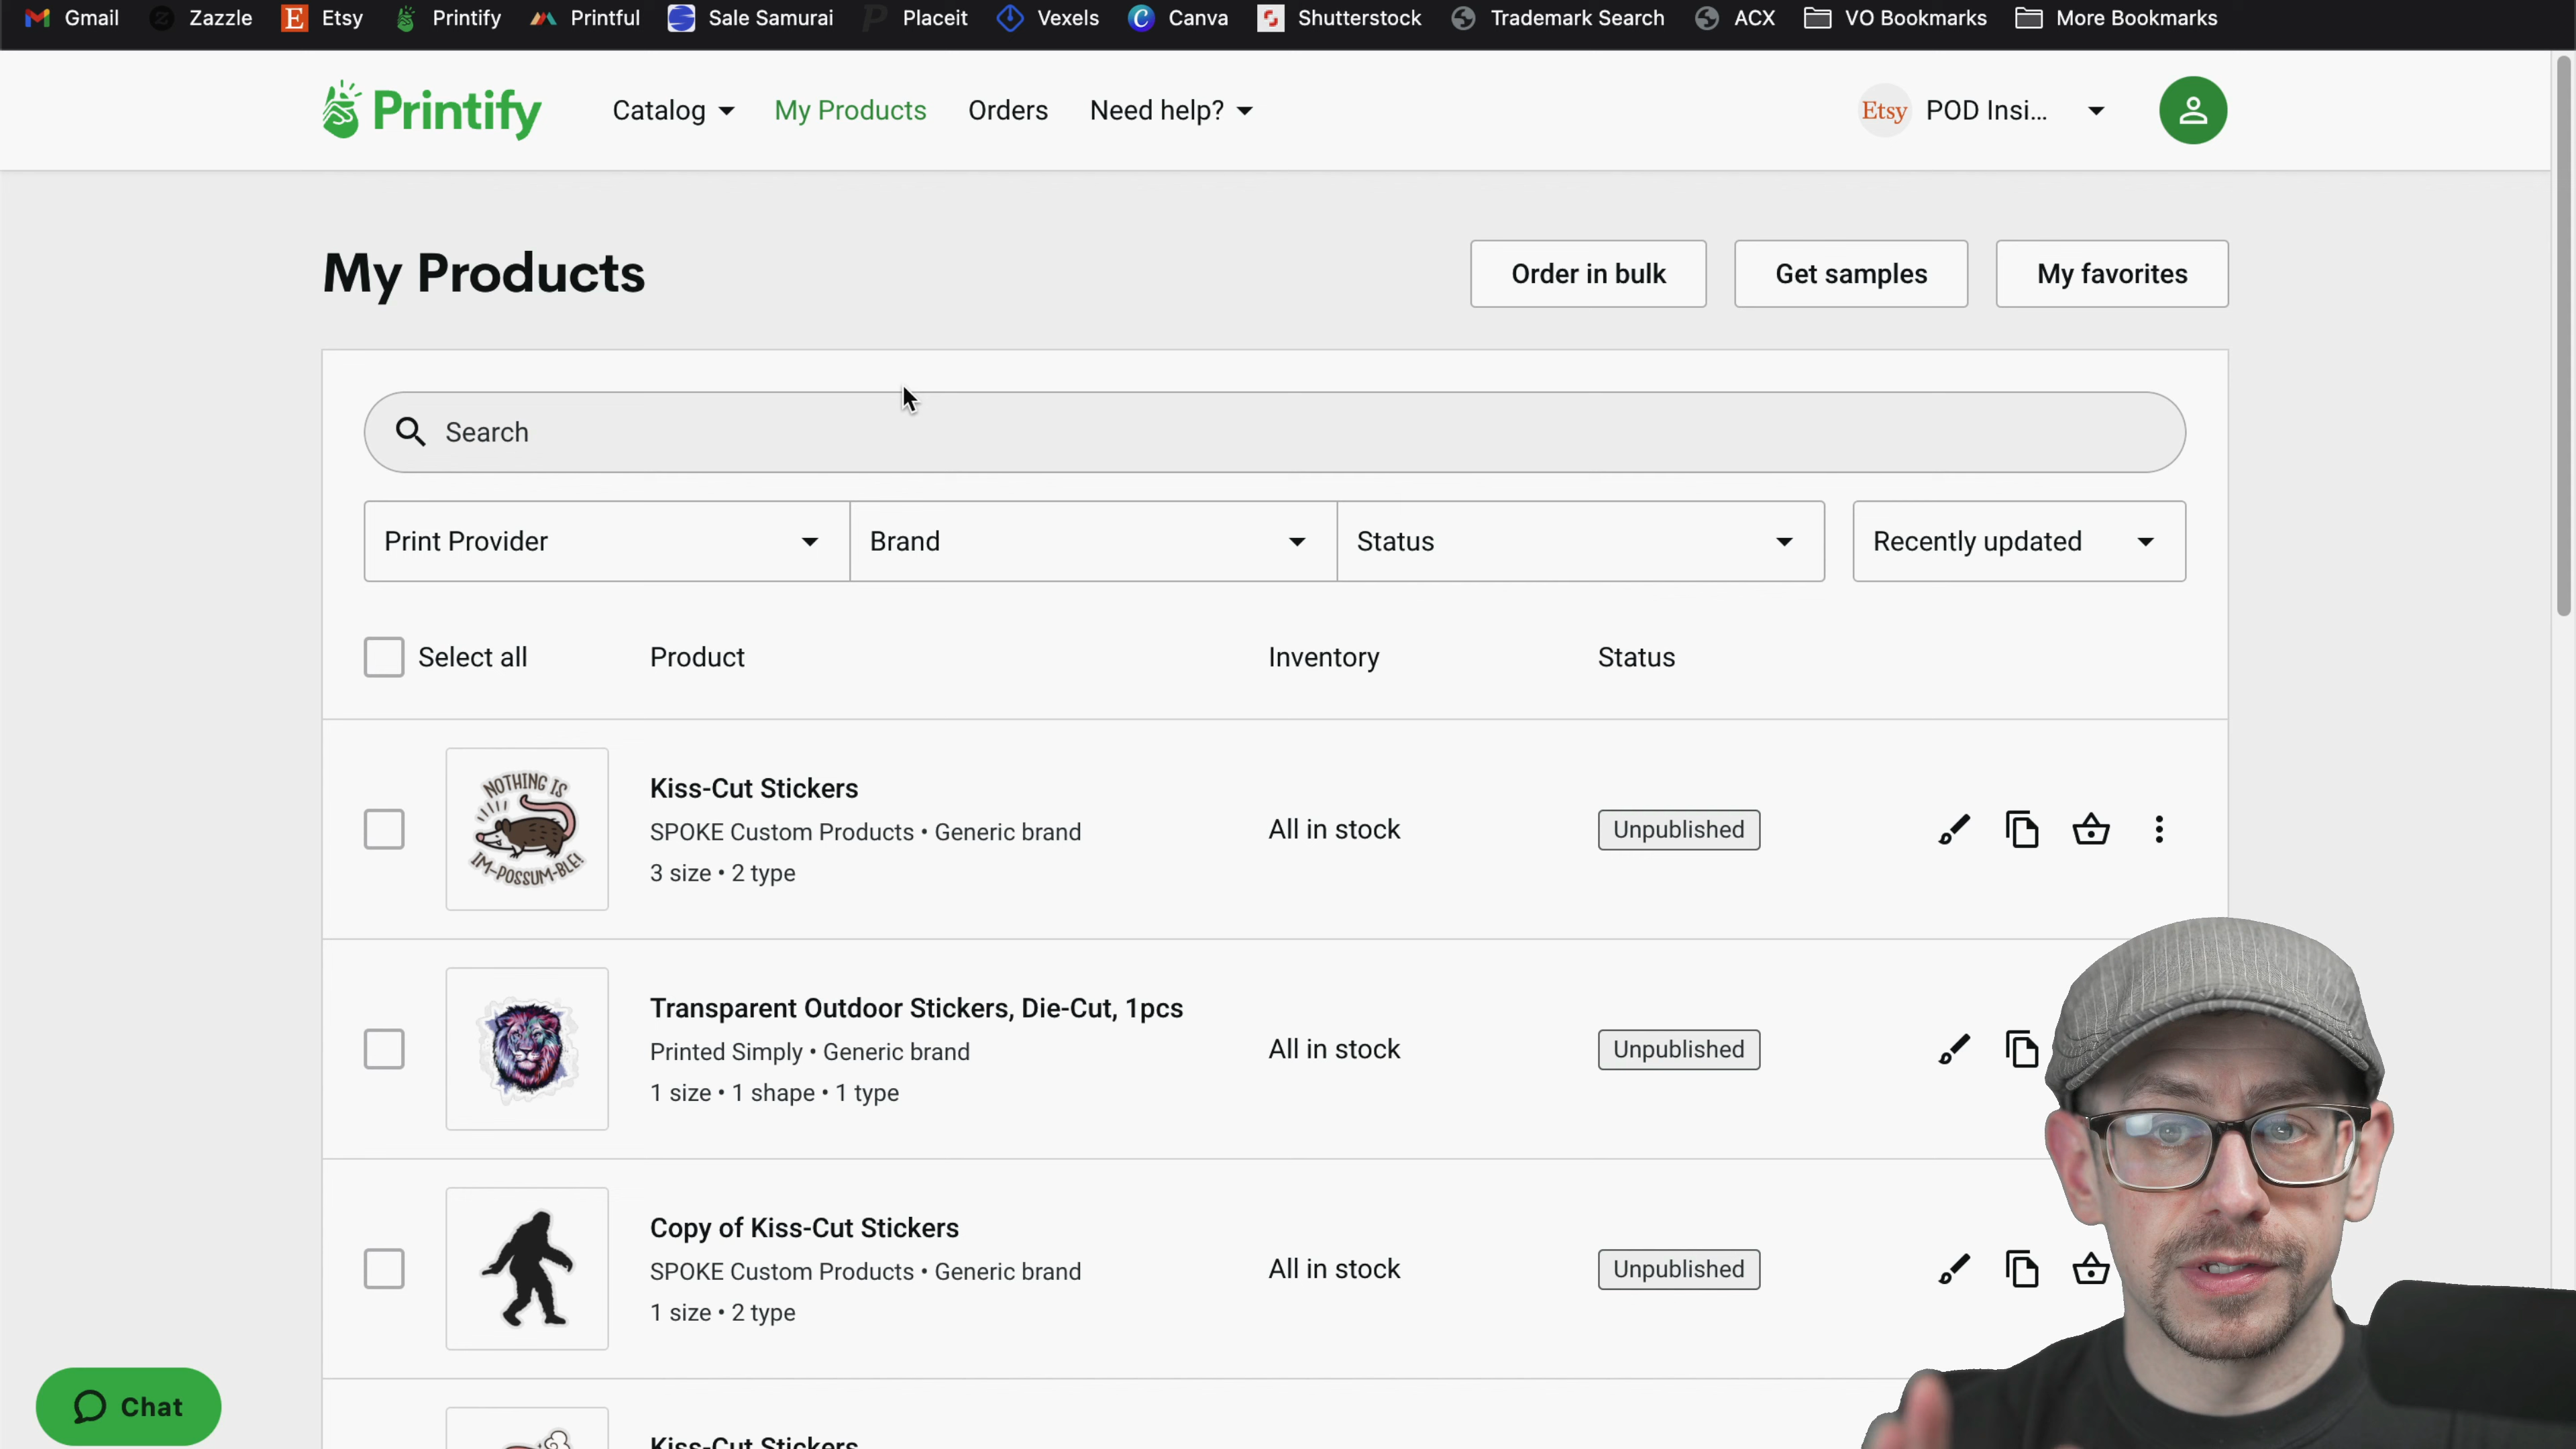 Gmail Zazzle Etsy Printify Printful Sale Samurai Placeit Vexels Canva Shutterstock Trademark Search ACX VO Bookmarks More Bookmarks
Printify Catalog My Products Orders Need help? Etsy POD Insi...
My Products Order in bulk Get samples My favorites
Search
Print Provider Brand Status Recently updated
Select all Product Inventory Status
NOTHING IS
IM-POSSUM-BLE!
Kiss-Cut Stickers
SPOKE Custom Products • Generic brand
3 size • 2 type
All in stock Unpublished
Transparent Outdoor Stickers, Die-Cut, 1pcs
Printed Simply • Generic brand
1 size • 1 shape • 1 type
All in stock Unpublished
Copy of Kiss-Cut Stickers
SPOKE Custom Products • Generic brand
1 size • 2 type
All in stock Unpublished
Chat
Kiss-Cut Stickers